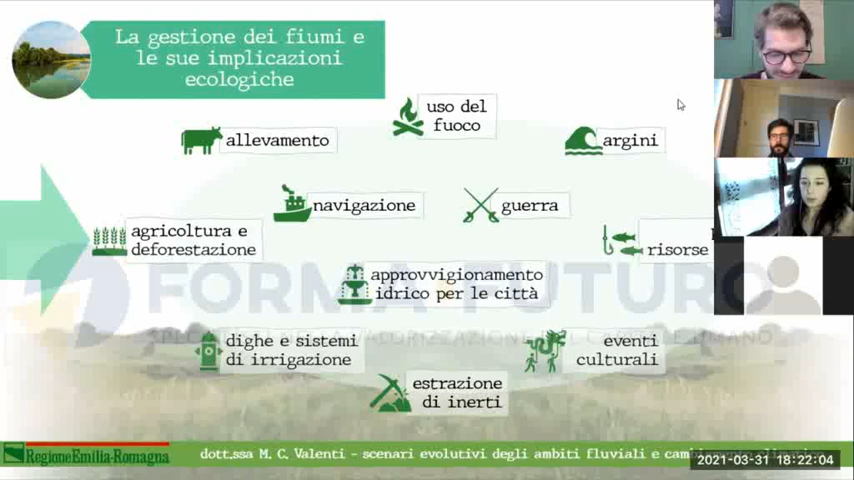 La gestione dei fiumi e
le sue implicazioni
ecologiche
uso del
fuoco
allevamento
argini
navigazione
guerra
agricoltura e
deforestazione
risorse
approvvigionamento
idrico per le città
FORMA FUTURO
dighe e sistemi
di irrigazione
eventi
culturali
estrazione
di inerti
RegioneEmilia-Romagna
dott.ssa M. C. Valenti - scenari evolutivi degli ambiti fluviali e
2021-03-31 18:22:04